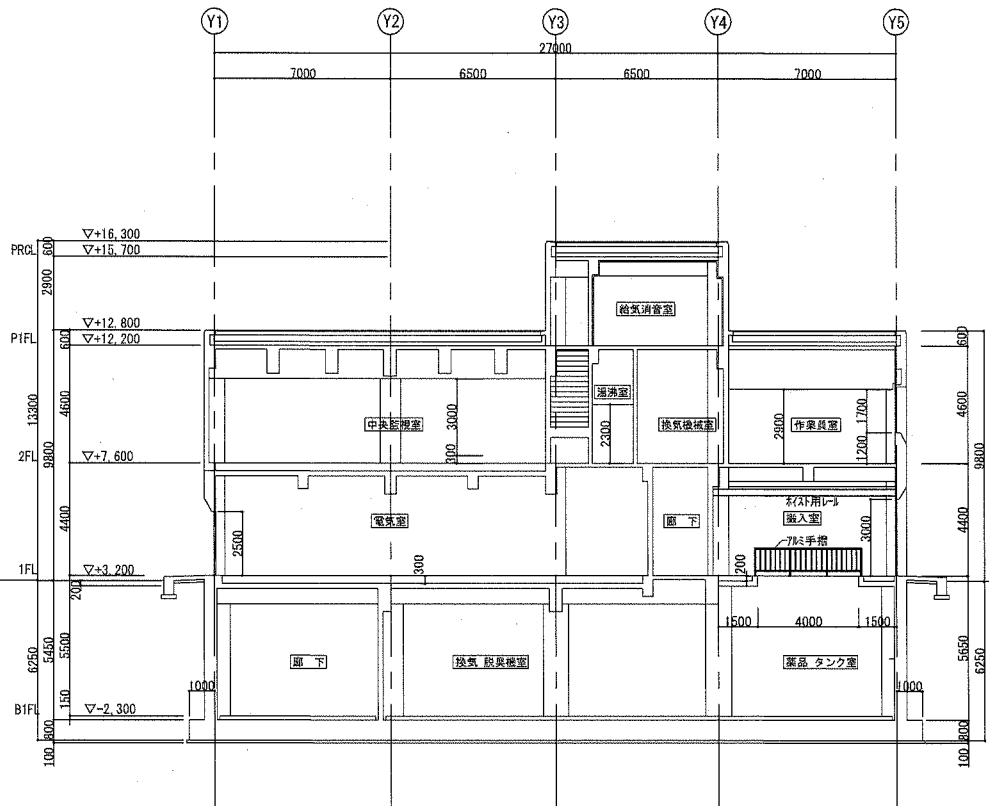 Y1 Y2 Y3 Y4 Y5
27000
7000 6500 6500 7000
▽+16,300
PRCL 600 ▽+15,700
2900
給気消音室
▽+12,800
P1FL 600 ▽+12,200 600
湯沸室
13300 4600 3000 1700 4600
中央監視室 換気機械室 2900 作業員室
9800 300 2300 1200 9800
2FL ▽+7,600
ホイスト用レール
電気室 廊 下 搬入室
4400 2500 3000 4400
アルミ手摺
1FL ▽+3,200 300 200
200
1500 4000 1500
6250 5450 5500 5650 6250
廊 下 換気 脱臭機室 薬品 タンク室
1000 1000
150
B1FL ▽-2,300
800 800
100 100